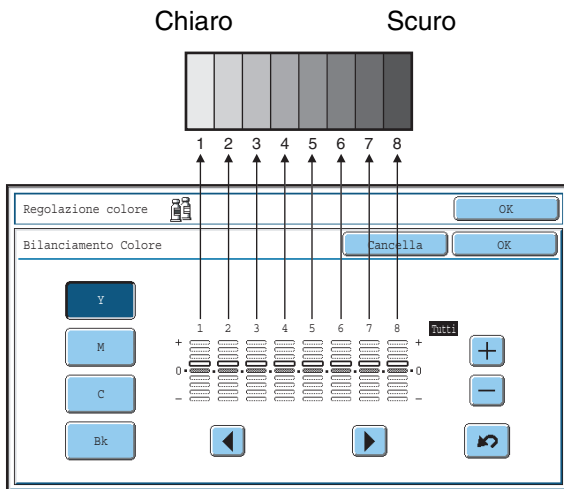 Chiaro Scuro
1 2 3 4 5 6 7 8
Regolazione colore OK
Bilanciamento Colore Cancella OK
Y
1 2 3 4 5 6 7 8 Tutti
M + +
0 0
C - -
Bk